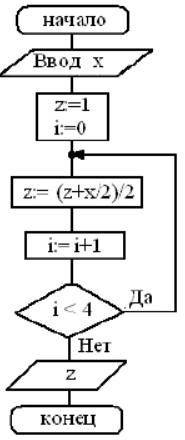 начало
Ввод x
z:=1
i:=0
z:= (z+x/2)/2
i:= i+1
i < 4
Да
Нет
z
конец